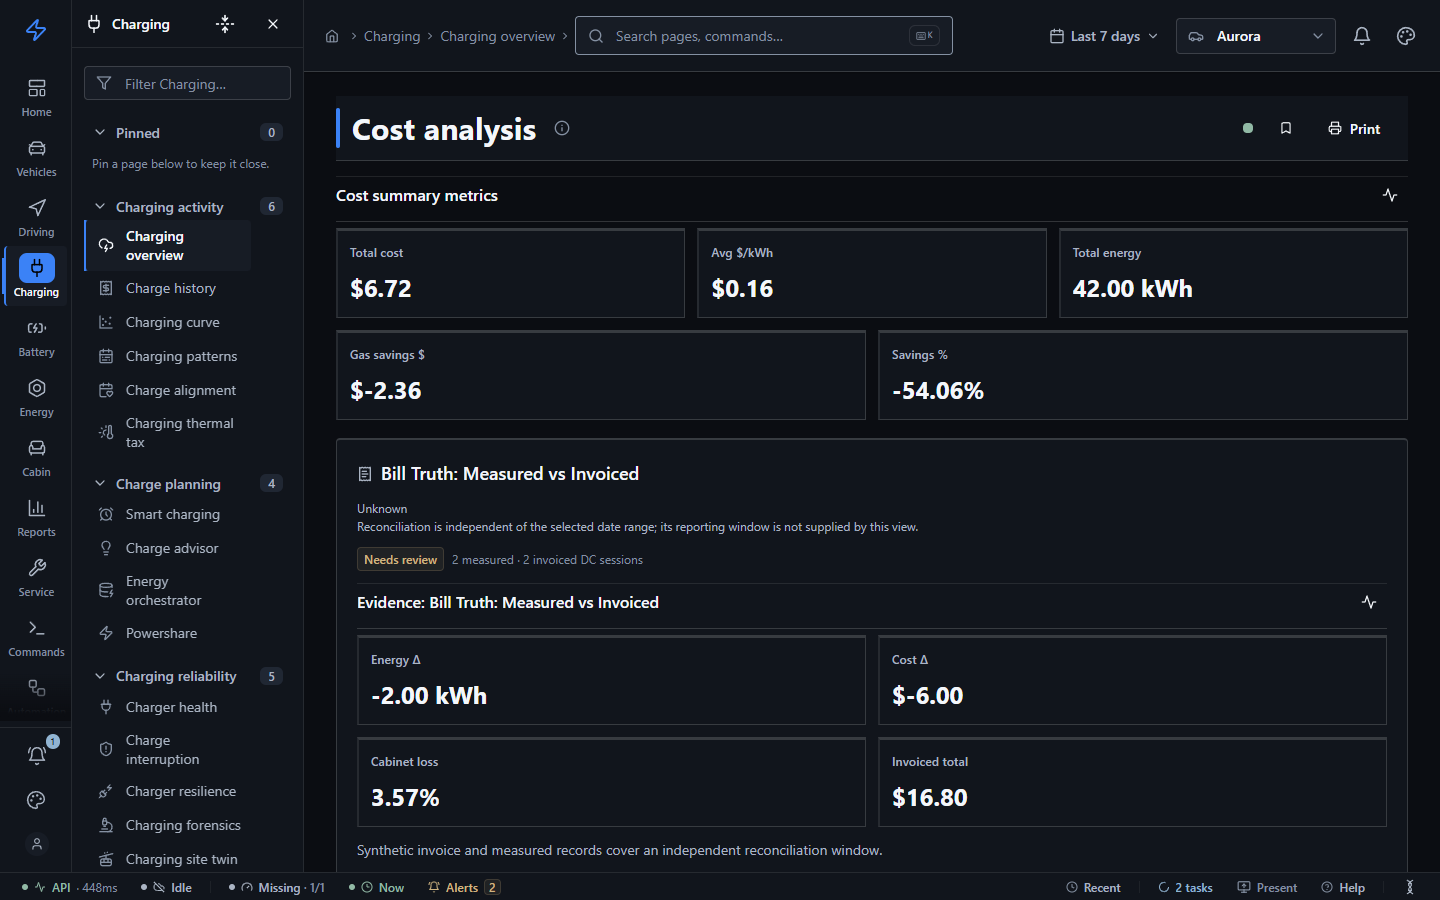 Home
Vehicles
Driving
Charging
Battery
Energy
Cabin
Reports
Service
Commands
1
Charging
Filter Charging...
Pinned
0
Pin a page below to keep it close.
Charging activity
6
Charging overview
Charge history
Charging curve
Charging patterns
Charge alignment
Charging thermal tax
Charge planning
4
Smart charging
Charge advisor
Energy orchestrator
Powershare
Charging reliability
5
Charger health
Charge interruption
Charger resilience
Charging forensics
Charging site twin
Charging
Charging overview
Search pages, commands...
K
Last 7 days
Aurora
Cost analysis
Print
Cost summary metrics
Total cost
$6.72
Avg $/kWh
$0.16
Total energy
42.00 kWh
Gas savings $
$-2.36
Savings %
-54.06%
Bill Truth: Measured vs Invoiced
Unknown
Reconciliation is independent of the selected date range; its reporting window is not supplied by this view.
Needs review
2 measured · 2 invoiced DC sessions
Evidence: Bill Truth: Measured vs Invoiced
Energy Δ
-2.00 kWh
Cost Δ
$-6.00
Cabinet loss
3.57%
Invoiced total
$16.80
Synthetic invoice and measured records cover an independent reconciliation window.
API · 448ms
Idle
Missing · 1/1
Now
Alerts 2
Recent
2 tasks
Present
Help